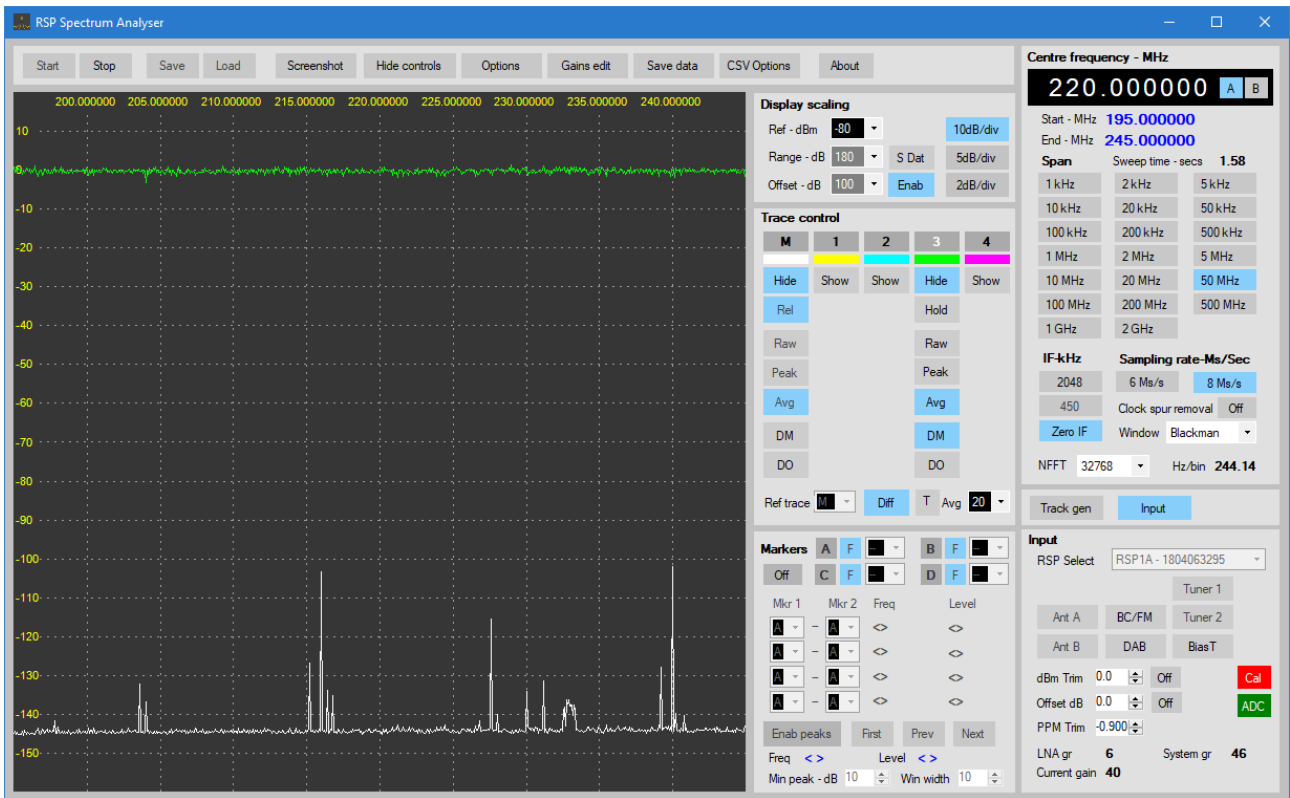 RSP Spectrum Analyser
Start Stop Save Load Screenshot Hide controls Options Gains edit Save data CSV Options About
200.000000 205.000000 210.000000 215.000000 220.000000 225.000000 230.000000 235.000000 240.000000
10
0
-10
-20
-30
-40
-50
-60
-70
-80
-90
-100
-110
-120
-130
-140
-150
Display scaling
Ref - dBm -80 10dB/div
Range - dB 180 S Dat 5dB/div
Offset - dB 100 Enab 2dB/div
Trace control
M 1 2 3 4
Hide Show Show Hide Show
Rel Hold
Raw Raw
Peak Peak
Avg Avg
DM DM
DO DO
Ref trace M Diff T Avg 20
Markers A F -- B F --
Off C F -- D F --
Mkr 1 Mkr 2 Freq Level
A - A <> <>
A - A <> <>
A - A <> <>
A - A <> <>
Enab peaks First Prev Next
Freq < > Level < >
Min peak - dB 10 Win width 10
Centre frequency - MHz
220.000000 A B
Start - MHz 195.000000
End - MHz 245.000000
Span Sweep time - secs 1.58
1 kHz 2 kHz 5 kHz
10 kHz 20 kHz 50 kHz
100 kHz 200 kHz 500 kHz
1 MHz 2 MHz 5 MHz
10 MHz 20 MHz 50 MHz
100 MHz 200 MHz 500 MHz
1 GHz 2 GHz
IF-kHz Sampling rate-Ms/Sec
2048 6 Ms/s 8 Ms/s
450 Clock spur removal Off
Zero IF Window Blackman
NFFT 32768 Hz/bin 244.14
Track gen Input
Input
RSP Select RSP1A - 1804063295
Tuner 1
Ant A BC/FM Tuner 2
Ant B DAB BiasT
dBm Trim 0.0 Off Cal
Offset dB 0.0 Off ADC
PPM Trim -0.900
LNA gr 6 System gr 46
Current gain 40